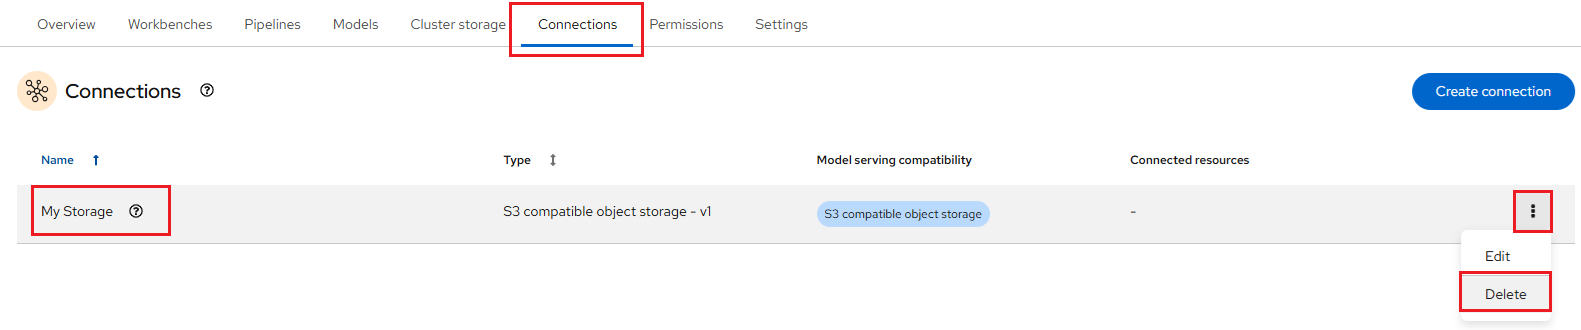 Overview Workbenches Pipelines Models Cluster storage Connections Permissions Settings
Connections
Create connection
Name Type Model serving compatibility Connected resources
My Storage S3 compatible object storage - v1 S3 compatible object storage -
Edit
Delete